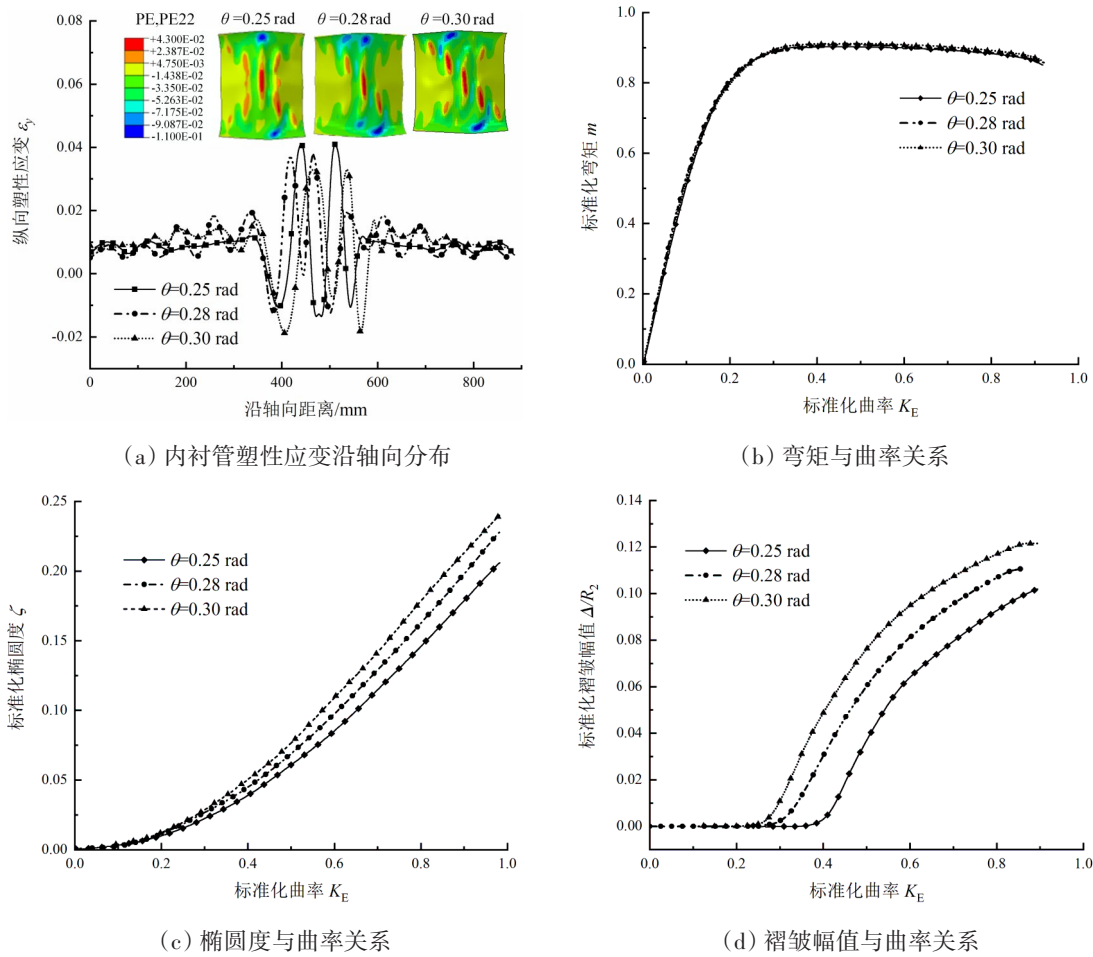 PE,PE22
θ=0.25 rad θ=0.28 rad θ=0.30 rad
+4.300E-02
+2.387E-02
+4.750E-03
-1.438E-02
-3.350E-02
-5.263E-02
-7.175E-02
-9.087E-02
-1.100E-01
0.08
0.06
0.04
0.02
0.00
-0.02
纵向塑性应变 εy
θ=0.25 rad
θ=0.28 rad
θ=0.30 rad
0 200 400 600 800
沿轴向距离/mm
(a) 内衬管塑性应变沿轴向分布
1.0
0.8
0.6
0.4
0.2
0.0
标准化弯矩 m
θ=0.25 rad
θ=0.28 rad
θ=0.30 rad
0.0 0.2 0.4 0.6 0.8 1.0
标准化曲率 KE
(b) 弯矩与曲率关系
0.25
0.20
0.15
0.10
0.05
0.00
标准化椭圆度 ζ
θ=0.25 rad
θ=0.28 rad
θ=0.30 rad
0.0 0.2 0.4 0.6 0.8 1.0
标准化曲率 KE
(c) 椭圆度与曲率关系
0.14
0.12
0.10
0.08
0.06
0.04
0.02
0.00
标准化褶皱幅值 Δ/R2
θ=0.25 rad
θ=0.28 rad
θ=0.30 rad
0.0 0.2 0.4 0.6 0.8 1.0
标准化曲率 KE
(d) 褶皱幅值与曲率关系